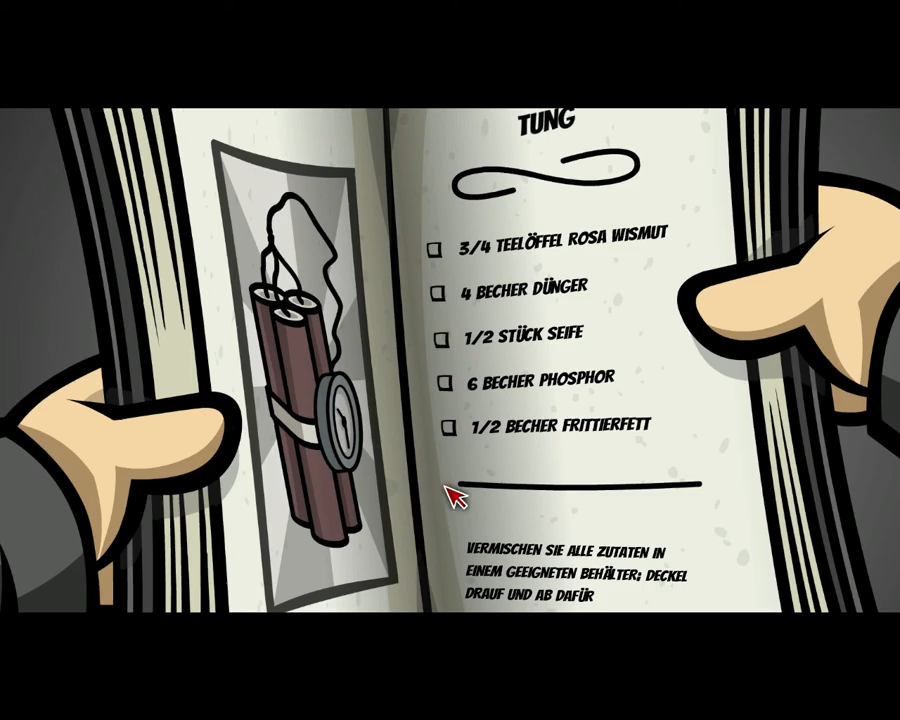 TUNG
3/4 TEELÖFFEL ROSA WISMUT
4 BECHER DÜNGER
1/2 STÜCK SEIFE
6 BECHER PHOSPHOR
1/2 BECHER FRITTIERFETT
VERMISCHEN SIE ALLE ZUTATEN IN
EINEM GEEIGNETEN BEHÄLTER; DECKEL
DRAUF UND AB DAFÜR